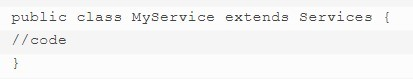 public class MyService extends Services {
//code
}